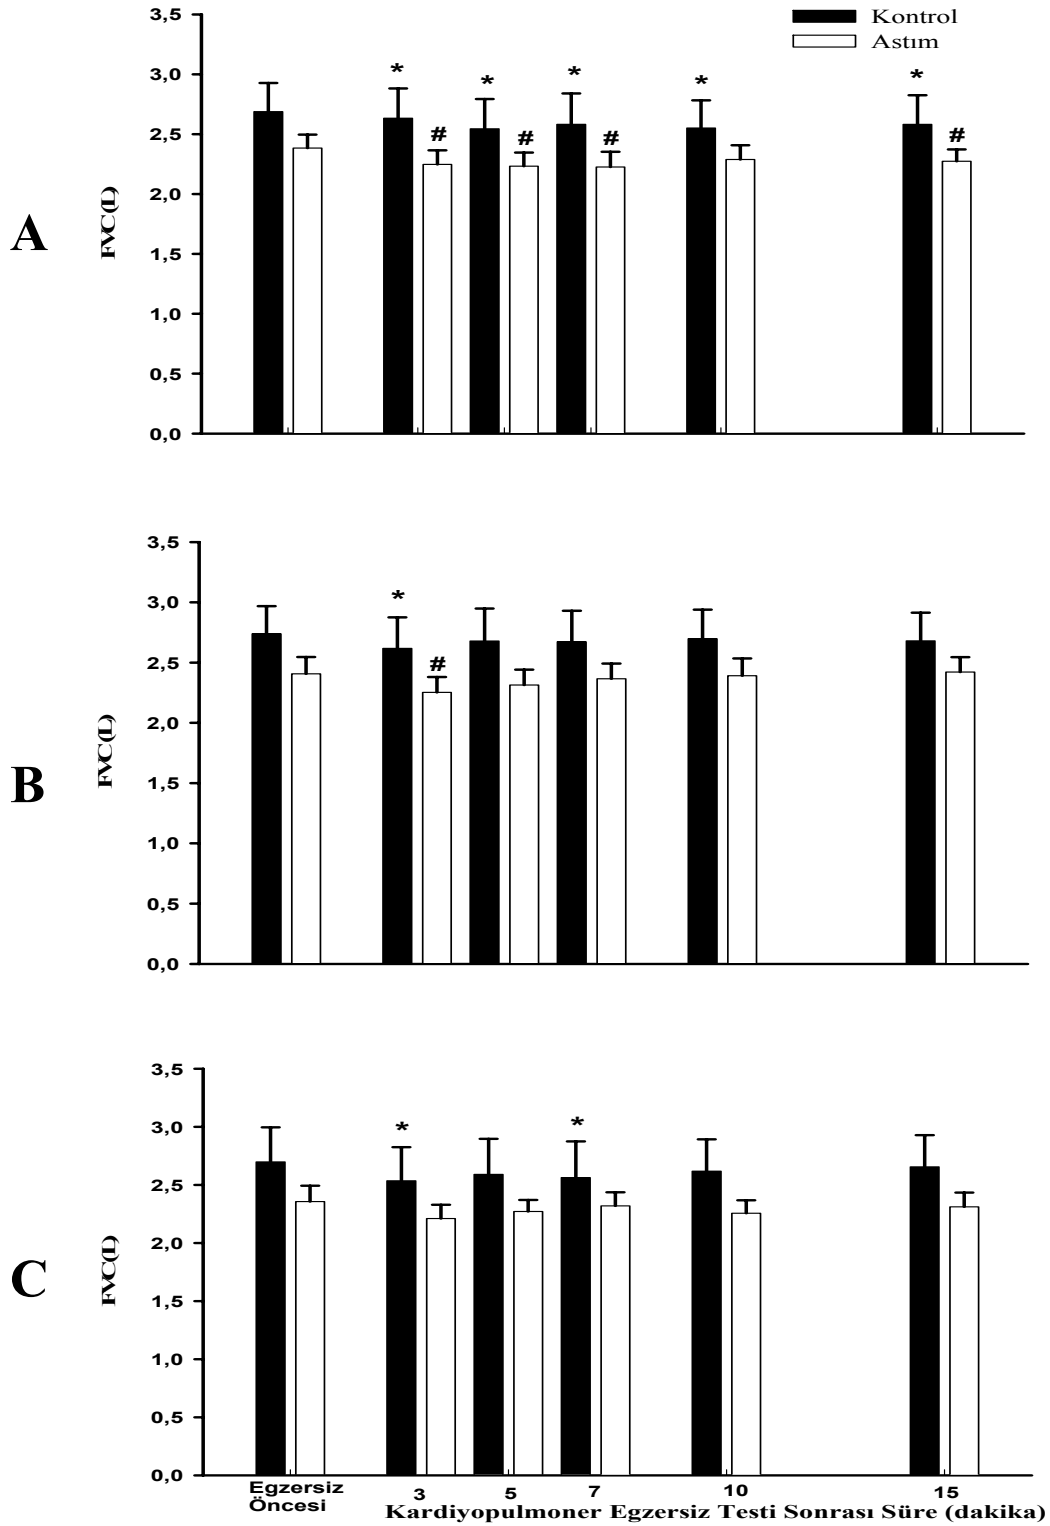 3,5
Kontrol
Astım
3,0
* * * * *
# # # #
2,5
2,0
A
FVC(L)
1,5
1,0
0,5
0,0
3,5
3,0
*
#
2,5
2,0
B
FVC(L)
1,5
1,0
0,5
0,0
3,5
3,0
* *
2,5
2,0
C
FVC(L)
1,5
1,0
0,5
0,0
Egzersiz
Öncesi
3 5 7 10 15
Kardiyopulmoner Egzersiz Testi Sonrası Süre (dakika)